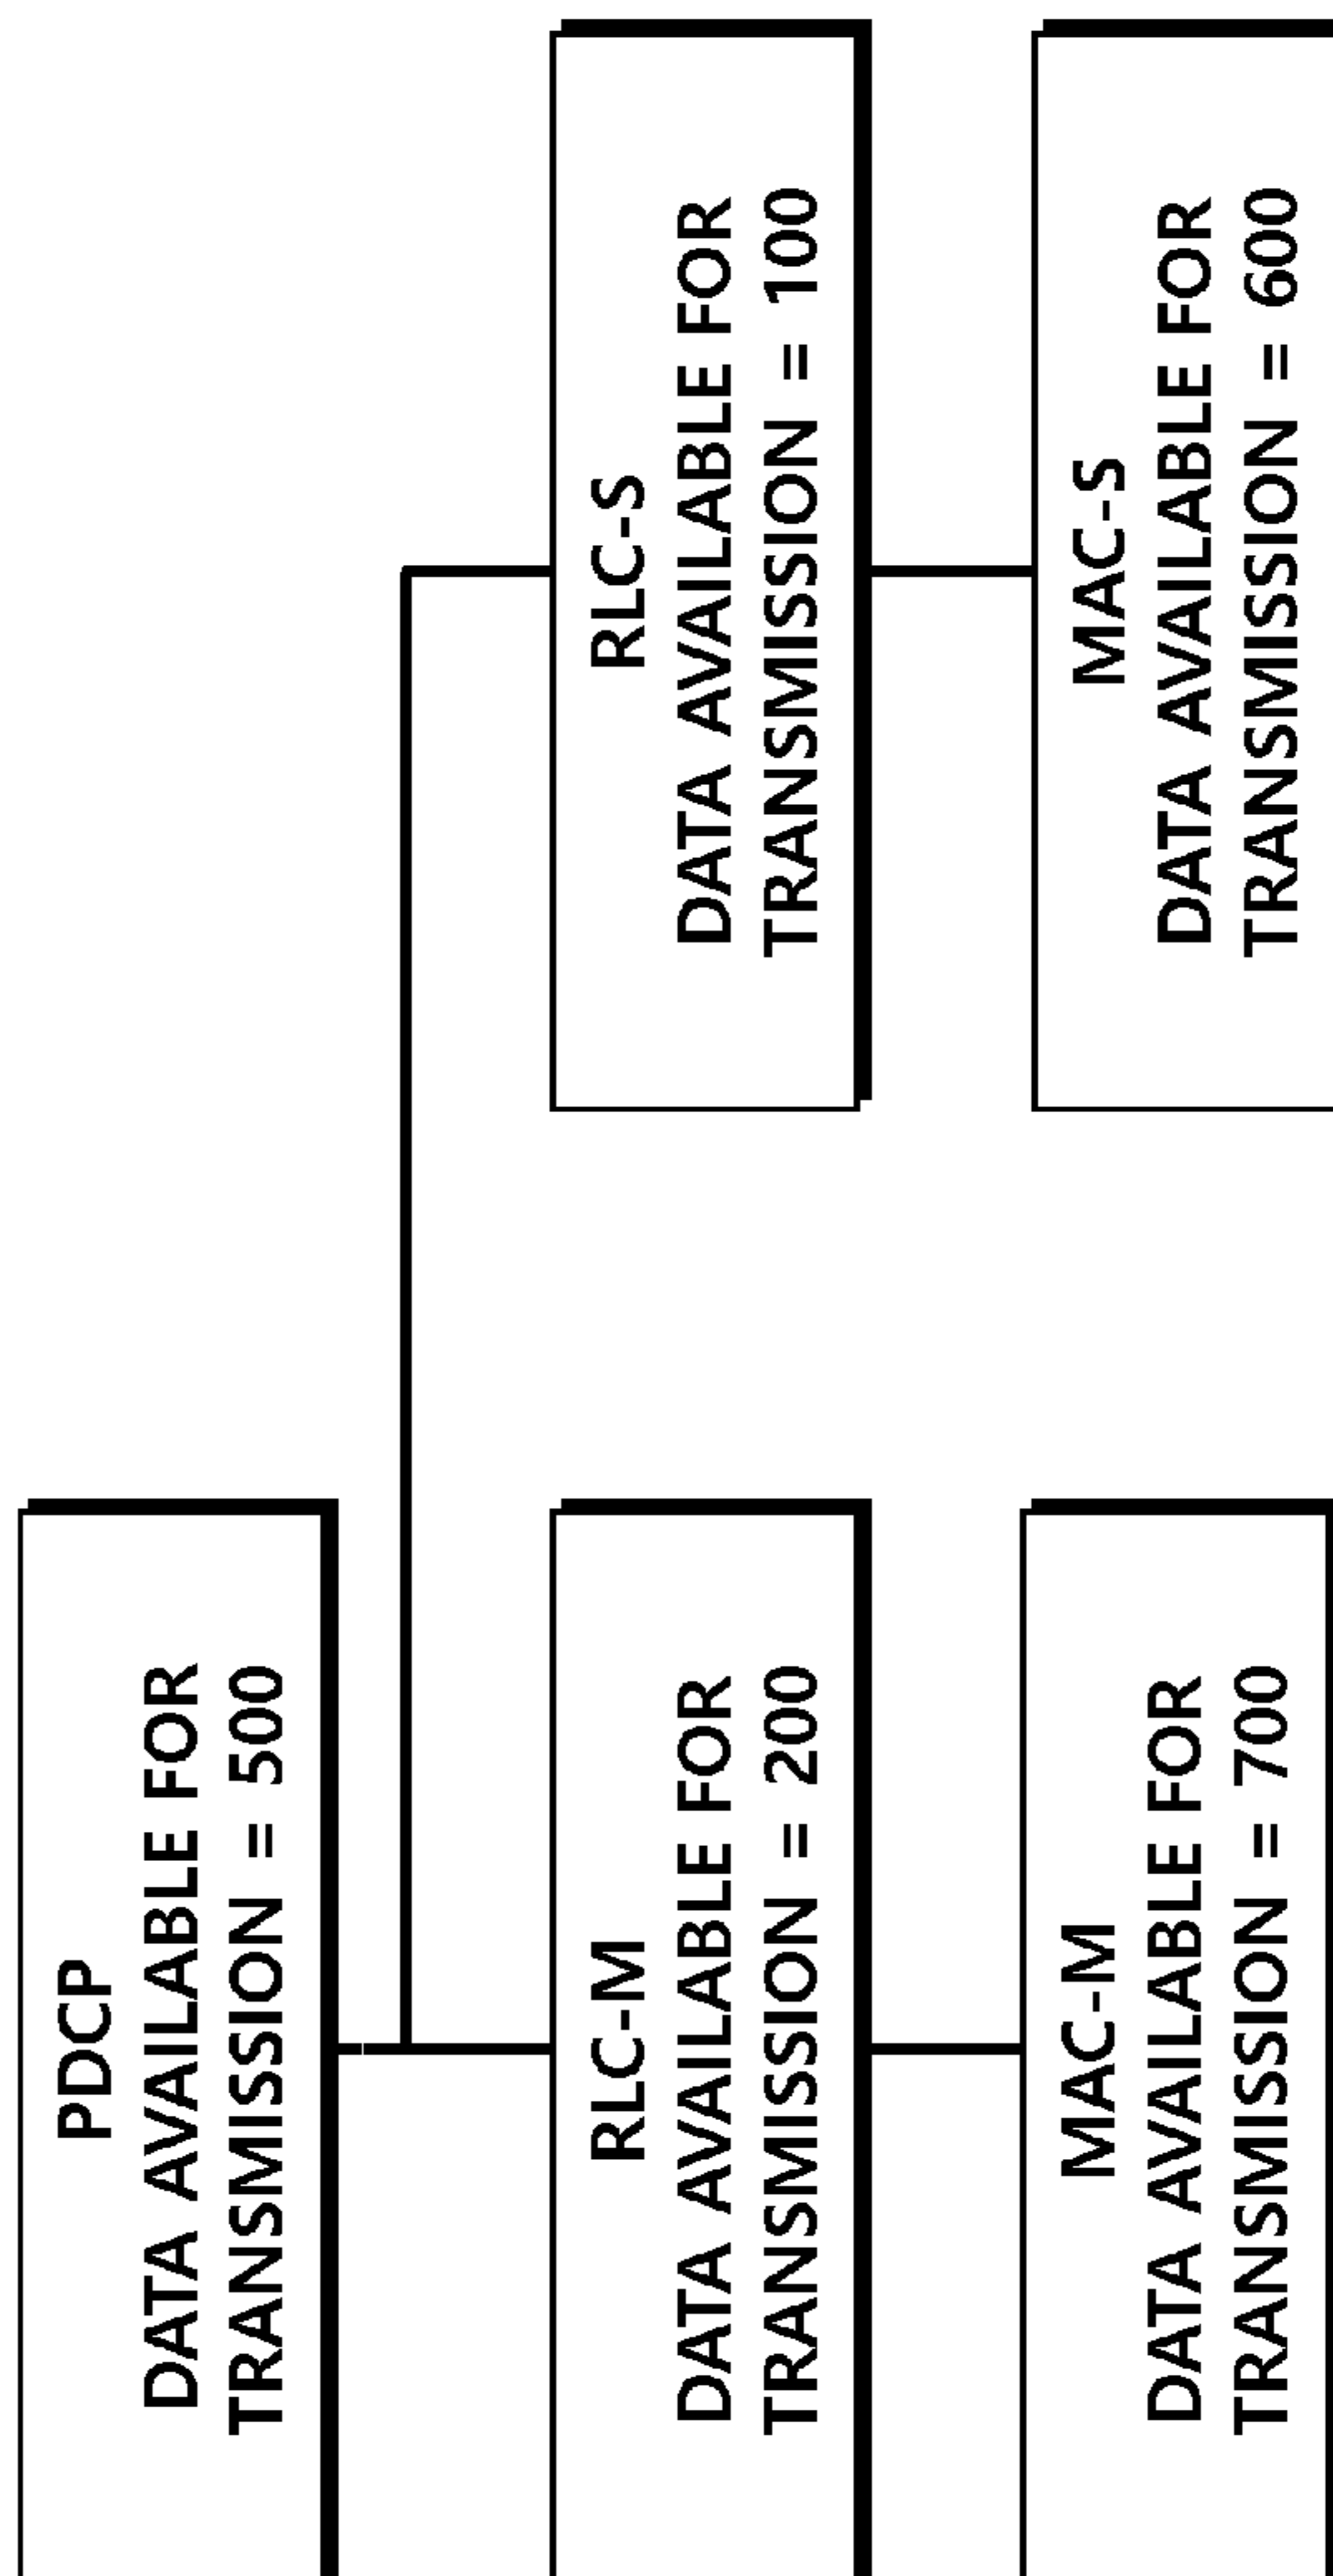 PDCP
DATA AVAILABLE FOR
TRANSMISSION = 500
RLC-M
DATA AVAILABLE FOR
TRANSMISSION = 200
RLC-S
DATA AVAILABLE FOR
TRANSMISSION = 100
MAC-M
DATA AVAILABLE FOR
TRANSMISSION = 700
MAC-S
DATA AVAILABLE FOR
TRANSMISSION = 600